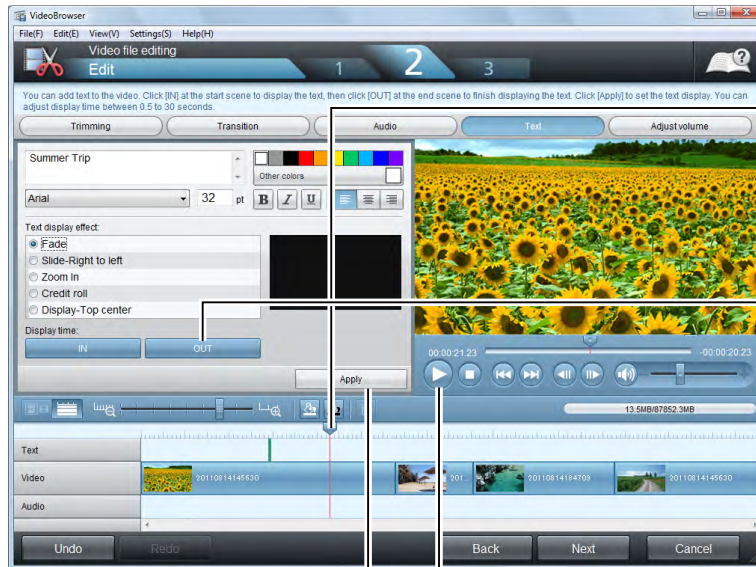 VideoBrowser
File(F) Edit(E) View(V) Settings(S) Help(H)
Video file editing
Edit
1 2 3
You can add text to the video. Click [IN] at the start scene to display the text, then click [OUT] at the end scene to finish displaying the text. Click [Apply] to set the text display. You can
adjust display time between 0.5 to 30 seconds.
Trimming Transition Audio Text Adjust volume
Summer Trip
Other colors
Arial 32 pt B I U
Text display effect:
Fade
Slide-Right to left
Zoom In
Credit roll
Display-Top center
Display time:
IN OUT
00:00:21:23 -00:00:20:23
Apply
13.5MB/87852.3MB
Text
Video 20110814145630 201... 20110814184709 20110814145630
Audio
Undo Redo Back Next Cancel